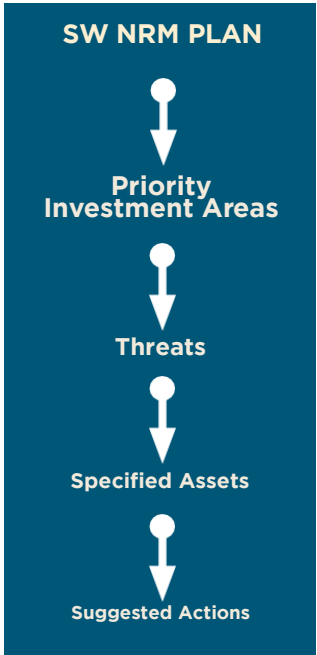 SW NRM PLAN
Priority
Investment Areas
Threats
Specified Assets
Suggested Actions